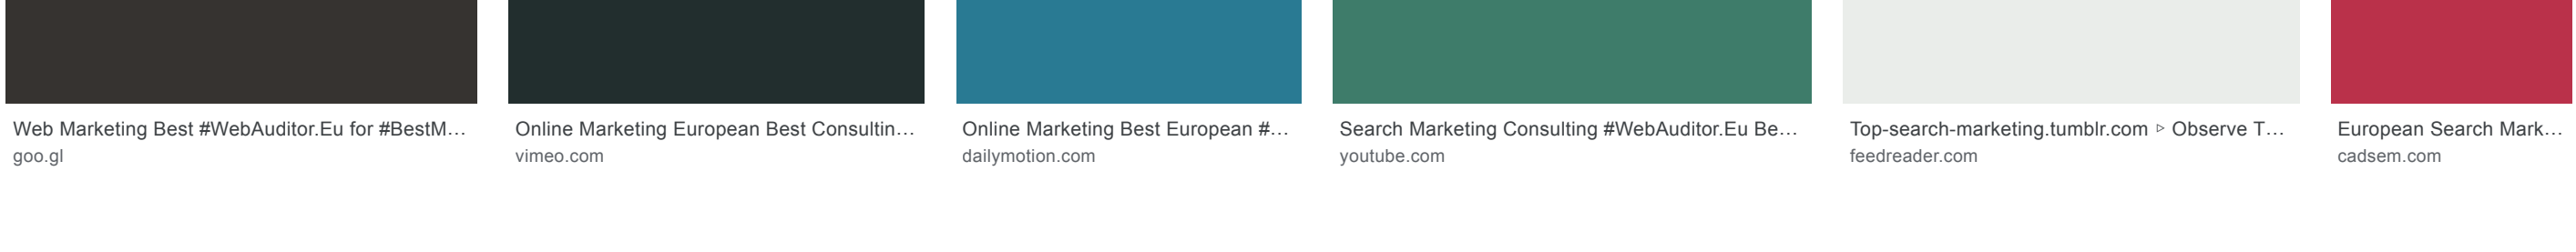 Web Marketing Best #WebAuditor.Eu for #BestM...
goo.gl
Online Marketing European Best Consultin...
vimeo.com
Online Marketing Best European #...
dailymotion.com
Search Marketing Consulting #WebAuditor.Eu Be...
youtube.com
Top-search-marketing.tumblr.com ▹ Observe T...
feedreader.com
European Search Mark...
cadsem.com